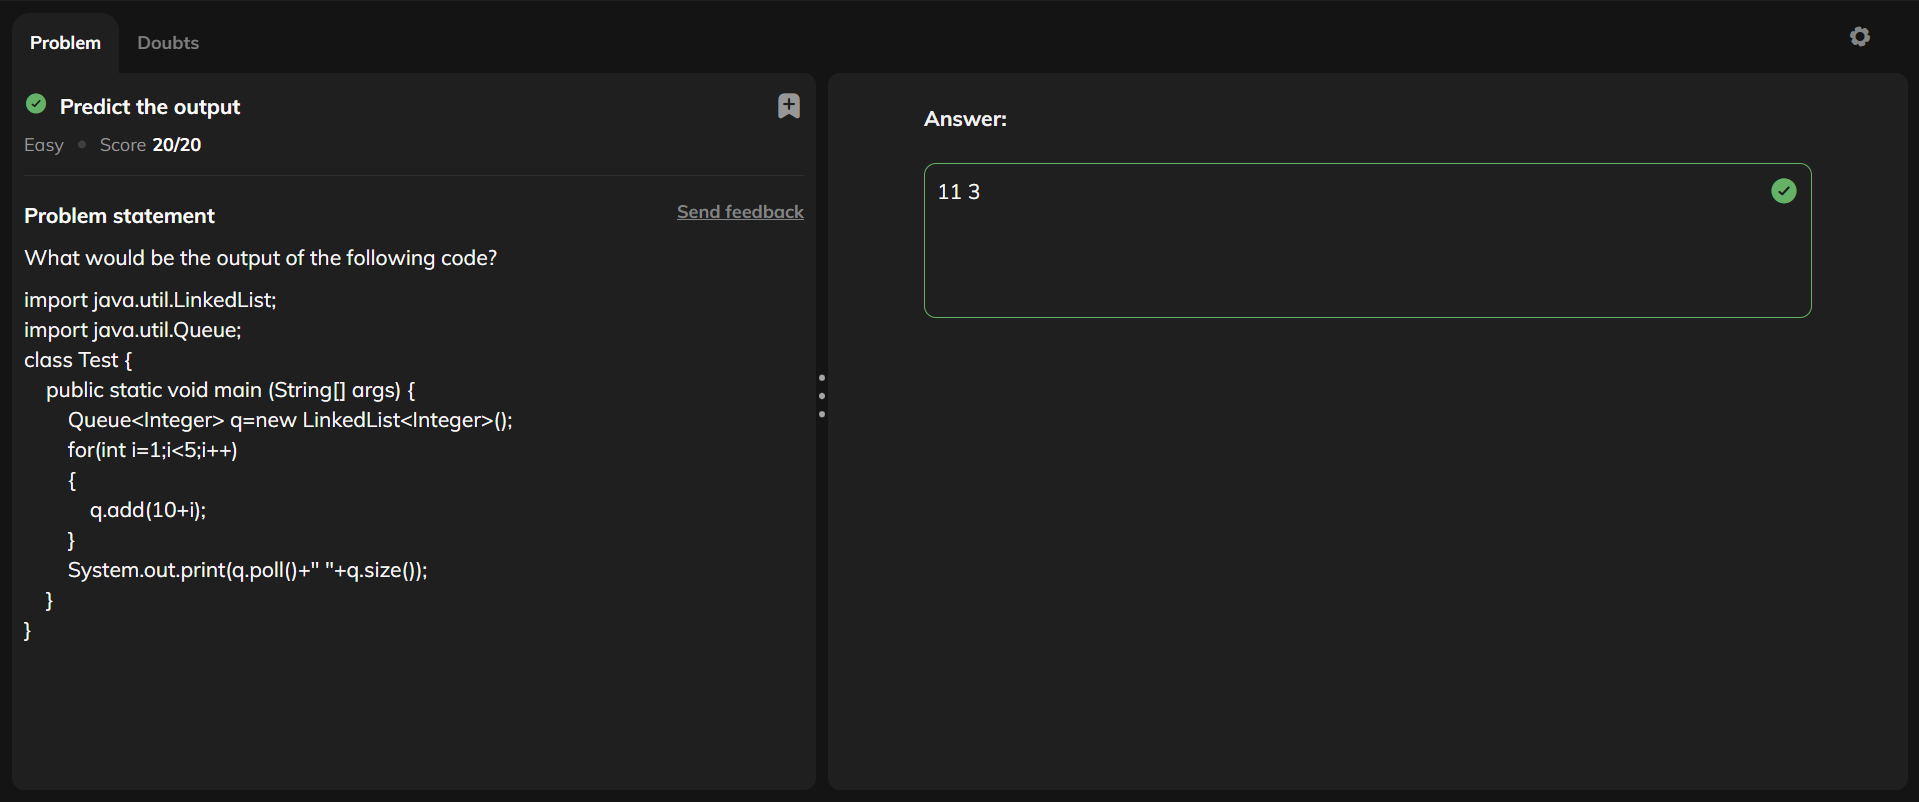 Problem
Doubts
Predict the output
Easy • Score 20/20
Problem statement
Send feedback
What would be the output of the following code?
import java.util.LinkedList;
import java.util.Queue;
class Test {
public static void main (String[] args) {
Queue<Integer> q=new LinkedList<Integer>();
for(int i=1;i<5;i++)
{
q.add(10+i);
}
System.out.print(q.poll()+" "+q.size());
}
}
Answer:
11 3